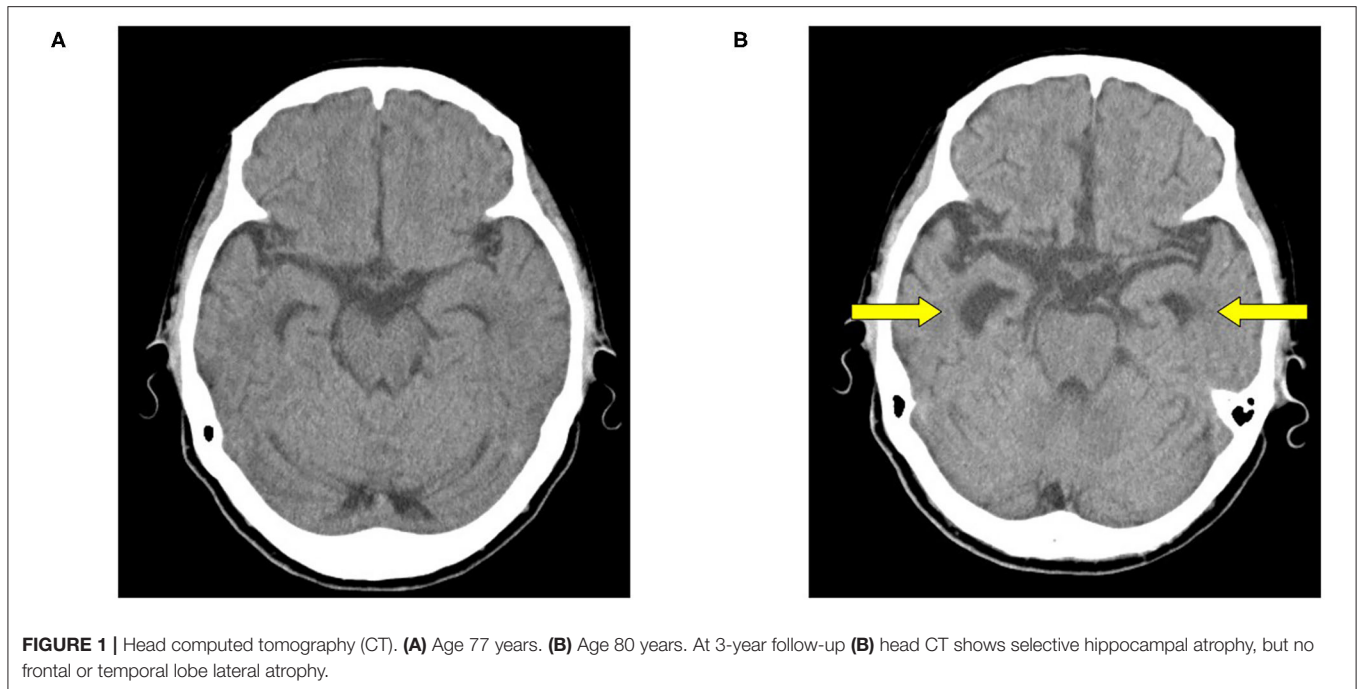 A
B
FIGURE 1 | Head computed tomography (CT). (A) Age 77 years. (B) Age 80 years. At 3-year follow-up (B) head CT shows selective hippocampal atrophy, but no
frontal or temporal lobe lateral atrophy.